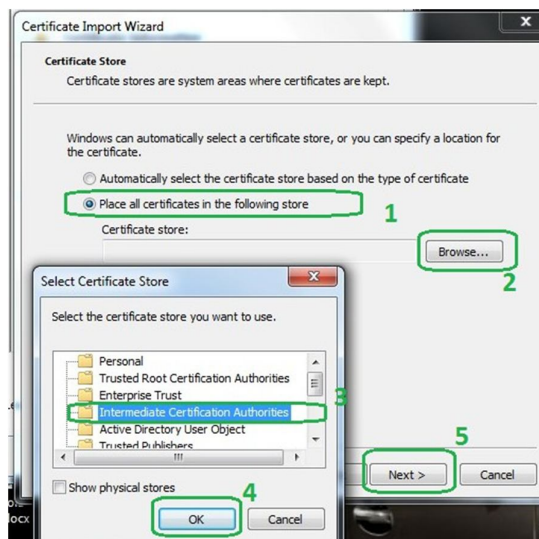 Certificate Import Wizard
x
Certificate Store
Certificate stores are system areas where certificates are kept.
Windows can automatically select a certificate store, or you can specify a location for
the certificate.
Automatically select the certificate store based on the type of certificate
Place all certificates in the following store
1
Certificate store:
Browse...
2
Select Certificate Store
x
Select the certificate store you want to use.
Personal
Trusted Root Certification Authorities
Enterprise Trust
Intermediate Certification Authorities
3
Active Directory User Object
Trusted Publishers
Show physical stores
4
OK
Cancel
5
Next >
Cancel
ocx